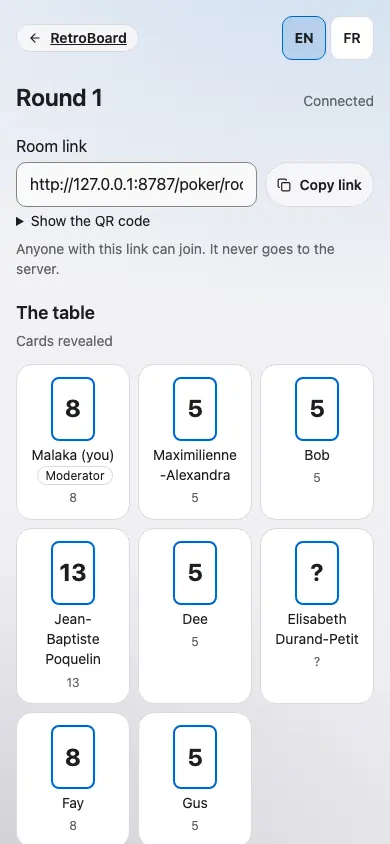 RetroBoard
EN
FR
Round 1
Connected
Room link
http://127.0.0.1:8787/poker/roo
Copy link
Show the QR code
Anyone with this link can join. It never goes to the
server.
The table
Cards revealed
8
Malaka (you)
Moderator
8
5
Maximilienne
-Alexandra
5
5
Bob
5
13
Jean-
Baptiste
Poquelin
13
5
Dee
5
?
Elisabeth
Durand-Petit
?
8
Fay
8
5
Gus
5